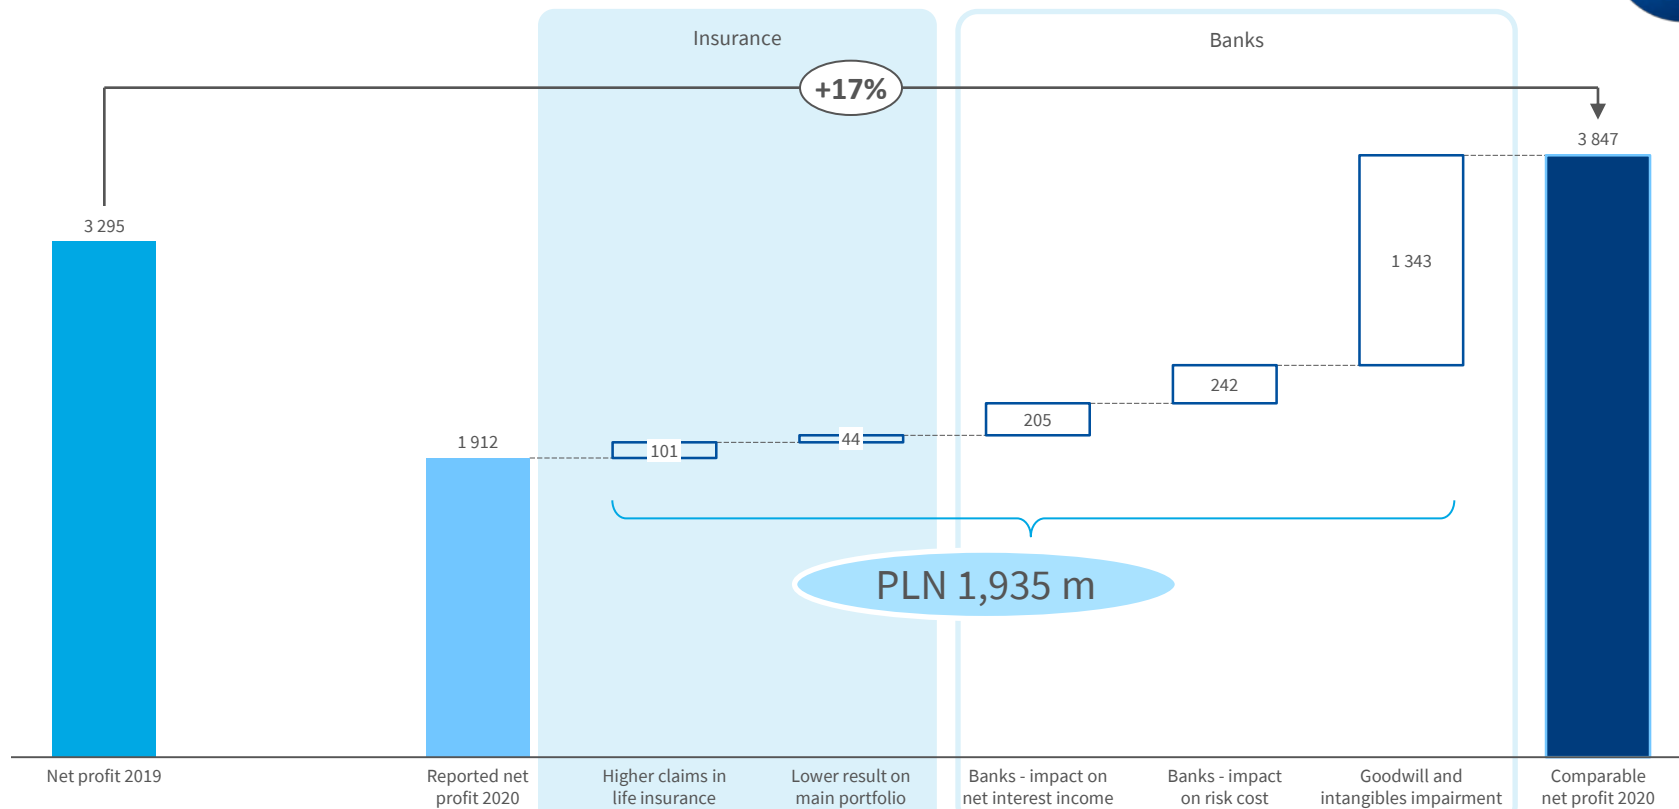 Insurance
Banks
+17%
3 847
3 295
1 343
242
205
1 912
101
44
PLN 1,935 m
Net profit 2019
Reported net
profit 2020
Higher claims in
life insurance
Lower result on
main portfolio
Banks - impact on
net interest income
Banks - impact
on risk cost
Goodwill and
intangibles impairment
Comparable
net profit 2020